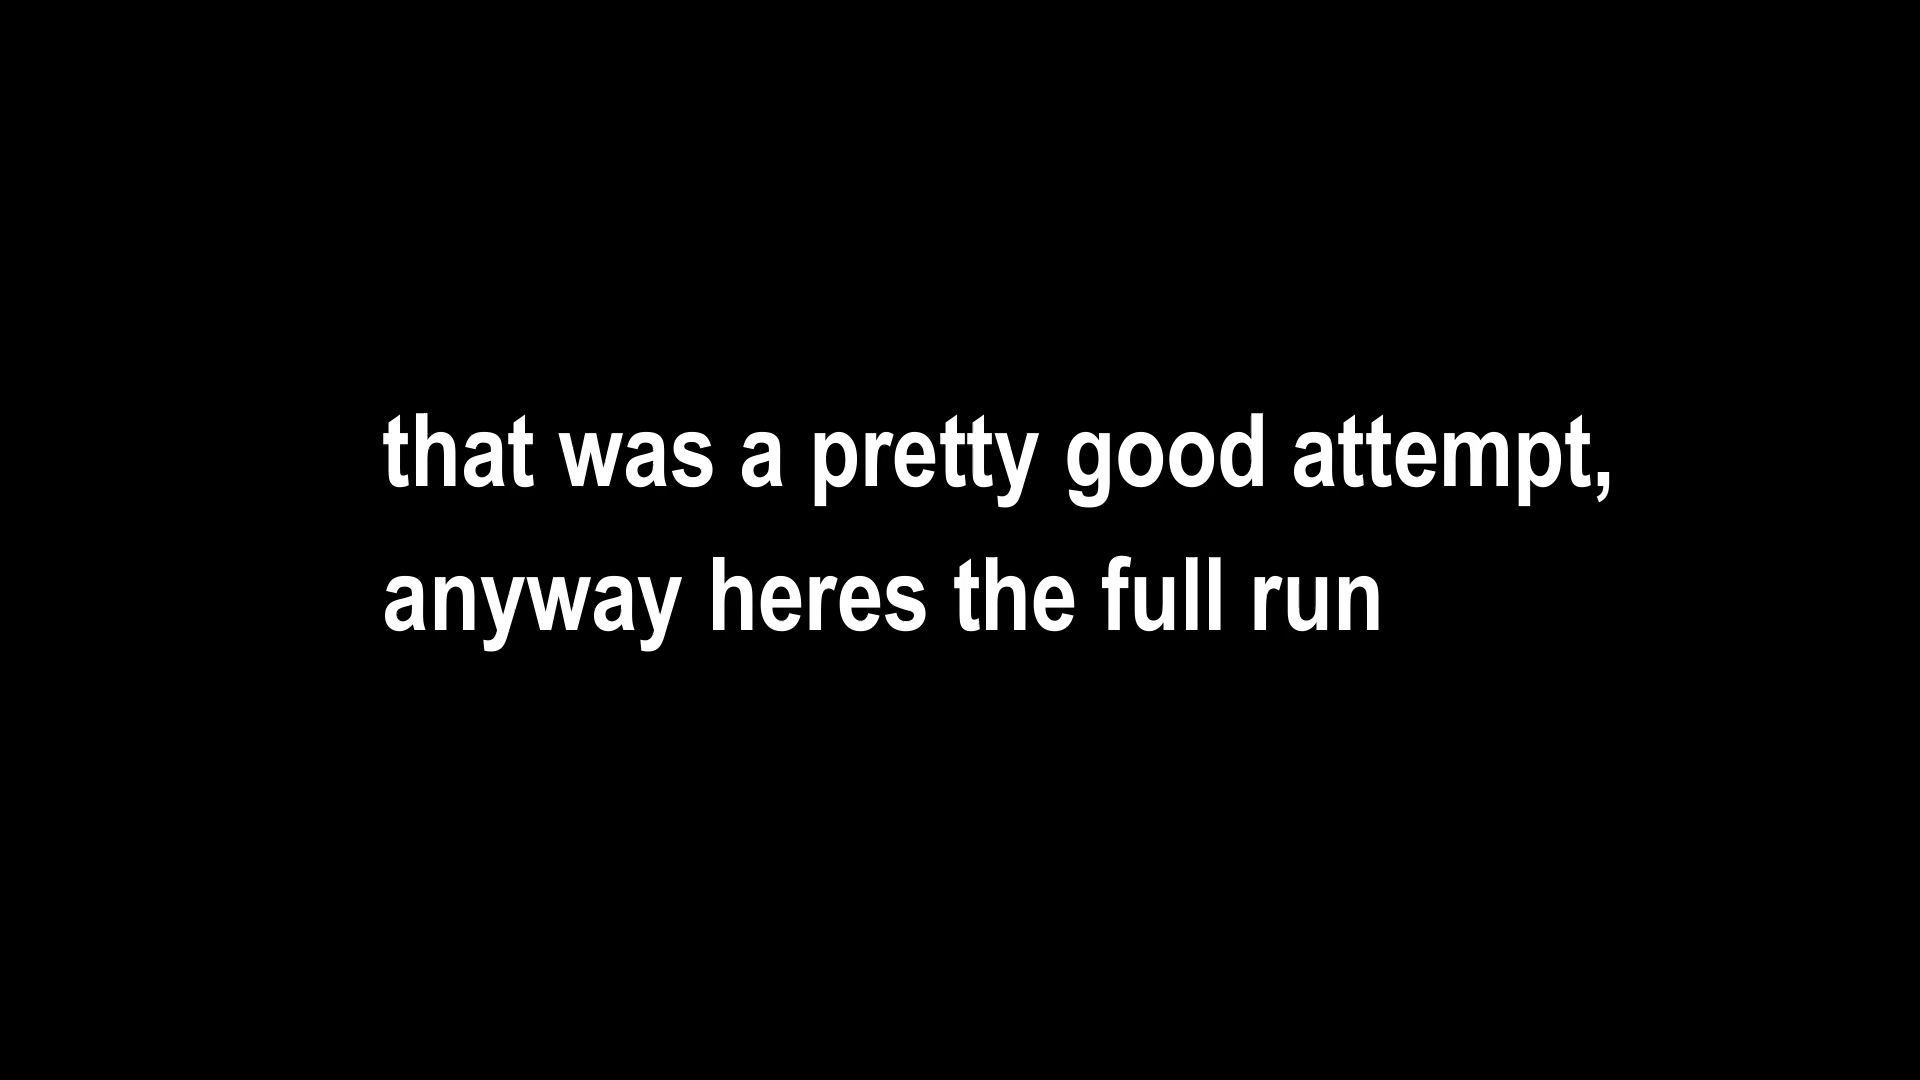 that was a pretty good attempt,
anyway heres the full run